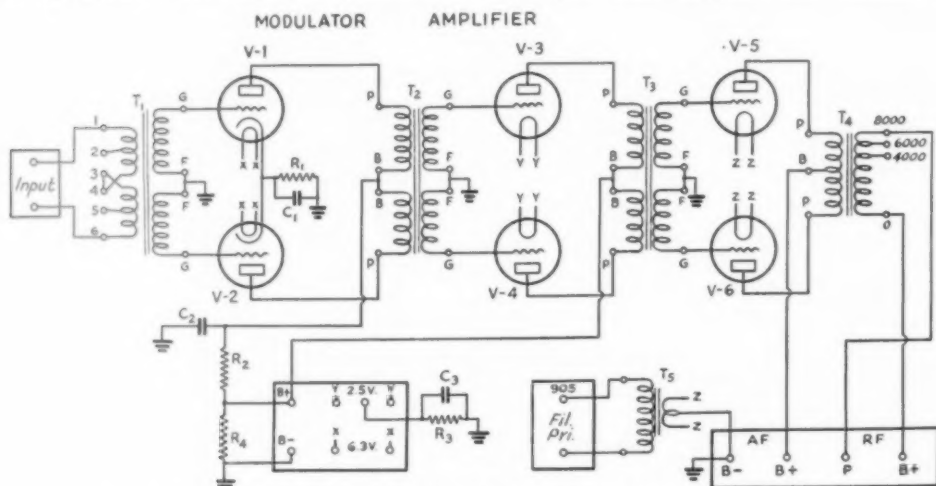 MODULATOR AMPLIFIER
V-1 V-3 V-5
T1 G P T2 G P T3 G P T4 8000
6000
4000
1
2
3
4
5
6
Input
F F
X X R1
C1
B B F F
Y Y
B B F F
Z Z
B
P
O
X X
Y Y
Z Z
G P G P G
V-2 V-4 V-6
C2
R2
R4
B+ Y 2.5V. Y
B- X 6.3V. X
C3
R3
905
Fil.
Pri.
T5
Z
Z
AF RF
B- B+ P B+